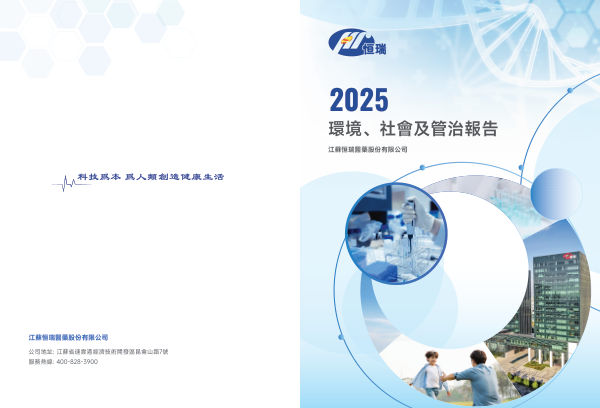 科技為本 為人類創造健康生活
江蘇恒瑞醫藥股份有限公司
公司地址: 江蘇省連雲港經濟技術開發區昆侖山路7號
服務熱線: 400-828-3900
恒瑞
2025
環境、社會及管治報告
江蘇恒瑞醫藥股份有限公司